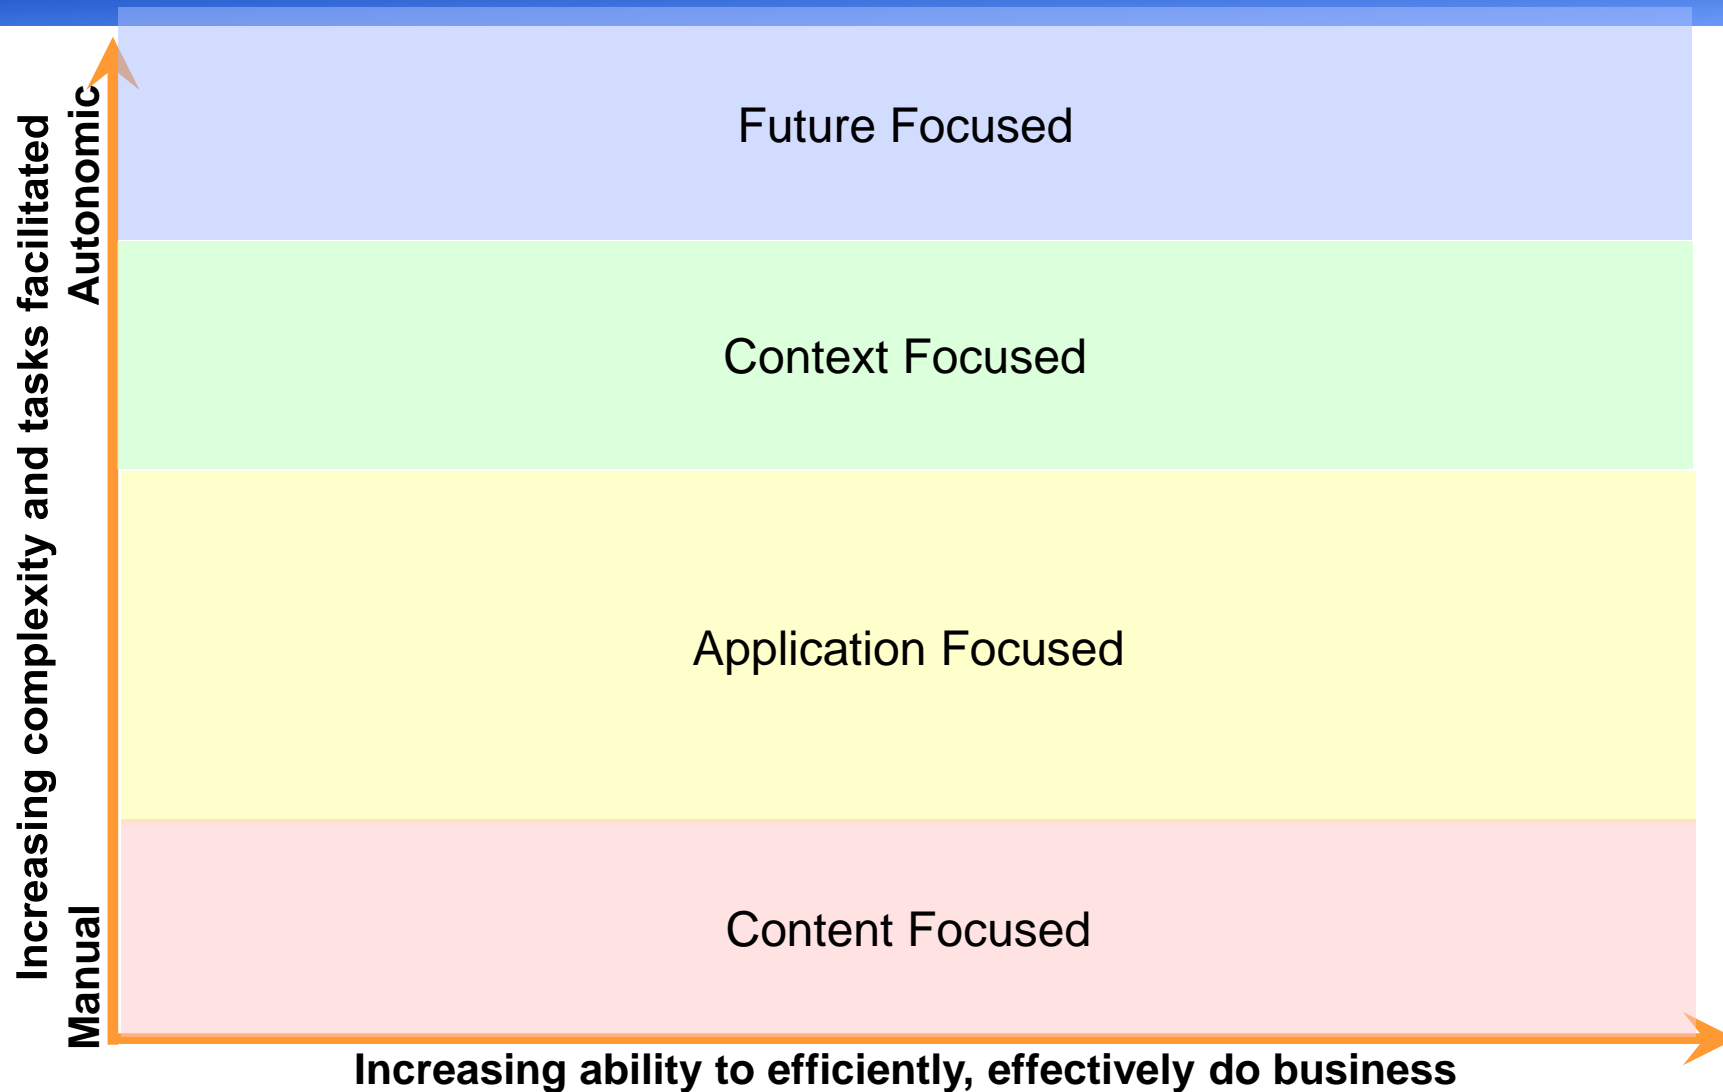 Increasing complexity and tasks facilitated
Autonomic
Manual
Future Focused
Context Focused
Application Focused
Content Focused
Increasing ability to efficiently, effectively do business